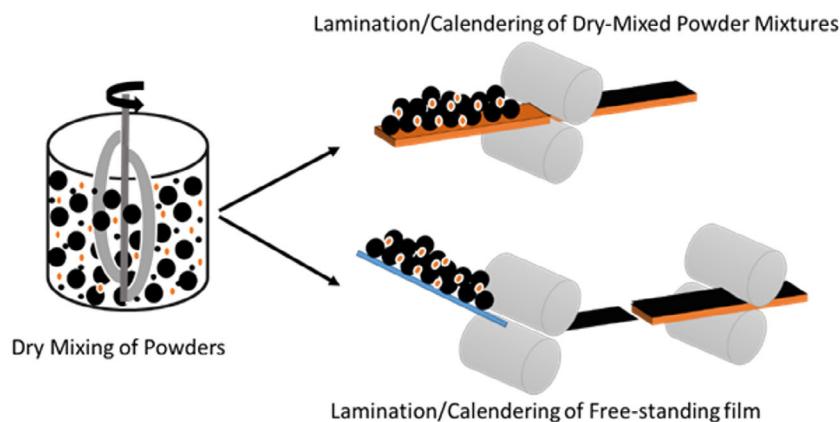 Lamination/Calendering of Dry-Mixed Powder Mixtures
Dry Mixing of Powders
Lamination/Calendering of Free-standing film